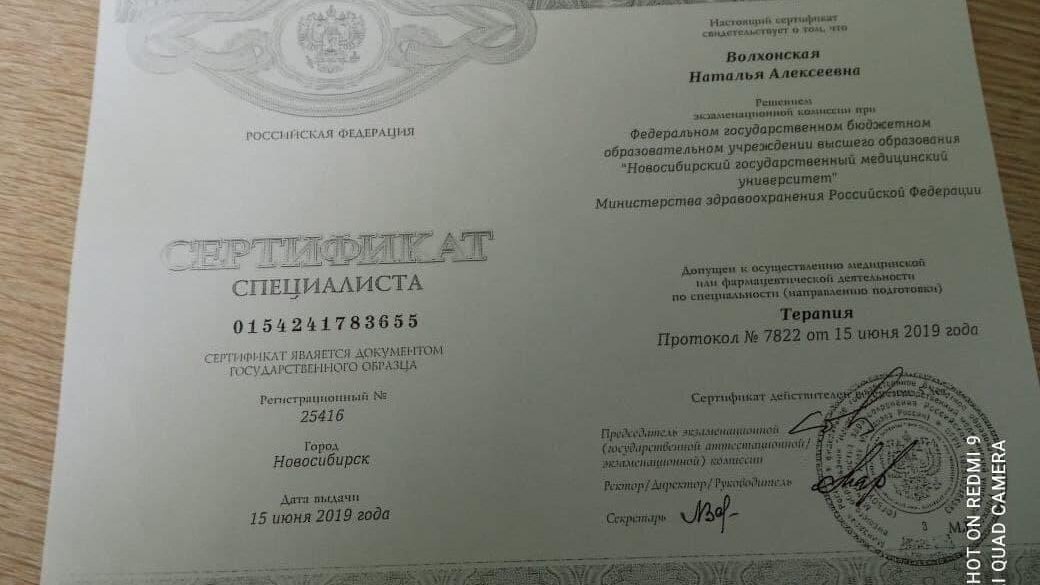 РОССИЙСКАЯ ФЕДЕРАЦИЯ
СЕРТИФИКАТ
СПЕЦИАЛИСТА
0154241783655
СЕРТИФИКАТ ЯВЛЯЕТСЯ ДОКУМЕНТОМ
ГОСУДАРСТВЕННОГО ОБРАЗЦА
Регистрационный №
25416
Город
Новосибирск
Дата выдачи
15 июня 2019 года
Настоящий сертификат
свидетельствует о том, что
Волхонская
Наталья Алексеевна
Решением
экзаменационной комиссии при
Федеральном государственном бюджетном
образовательном учреждении высшего образования
"Новосибирский государственный медицинский
университет"
Министерства здравоохранения Российской Федерации
Допущен к осуществлению медицинской
или фармацевтической деятельности
по специальности (направлению подготовки)
Терапия
Протокол № 7822 от 15 июня 2019 года
Сертификат действителен
Председатель экзаменационной
(государственной аттестационной/
экзаменационной) комиссии
Ректор/Директор/Руководитель
Секретарь
HOT ON REDMI 9
I QUAD CAMERA